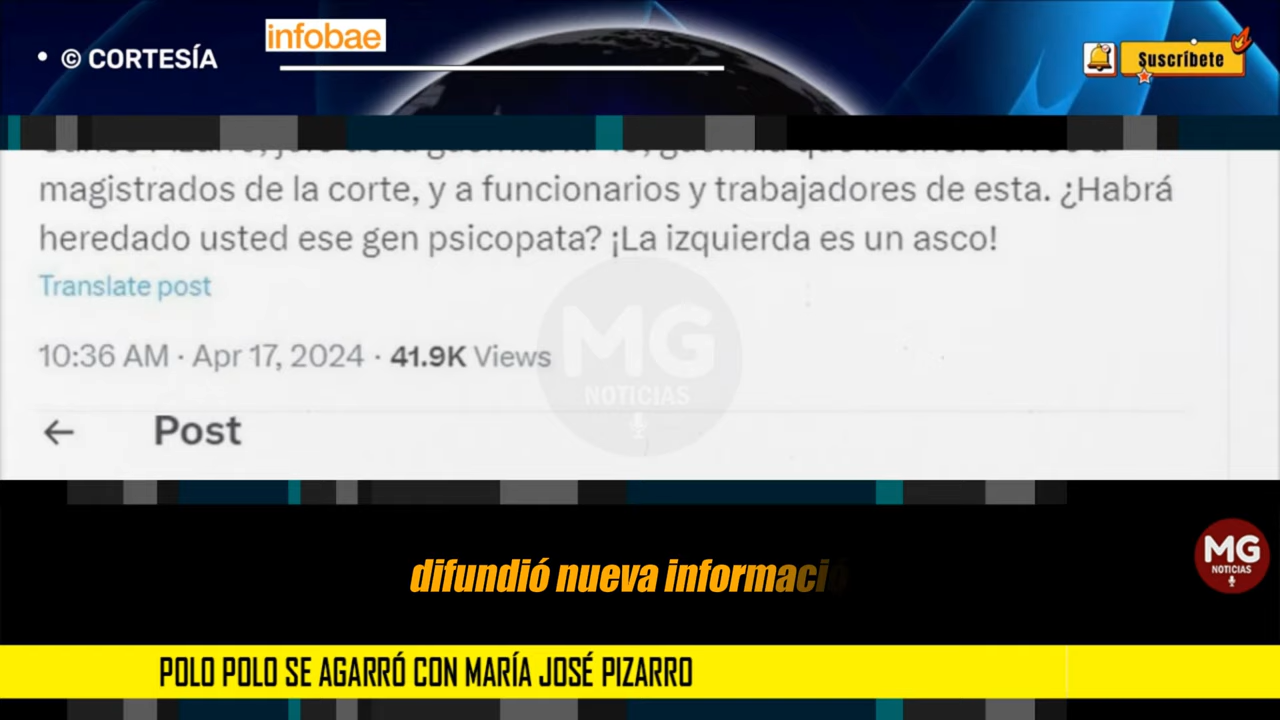 infobae
• © CORTESÍA
Suscríbete
magistrados de la corte, y a funcionarios y trabajadores de esta. ¿Habrá
heredado usted ese gen psicopata? ¡La izquierda es un asco!
Translate post
10:36 AM · Apr 17, 2024 · 41.9K Views
← Post
MG
NOTICIAS
difundió nueva informació
MG
NOTICIAS
POLO POLO SE AGARRÓ CON MARÍA JOSÉ PIZARRO